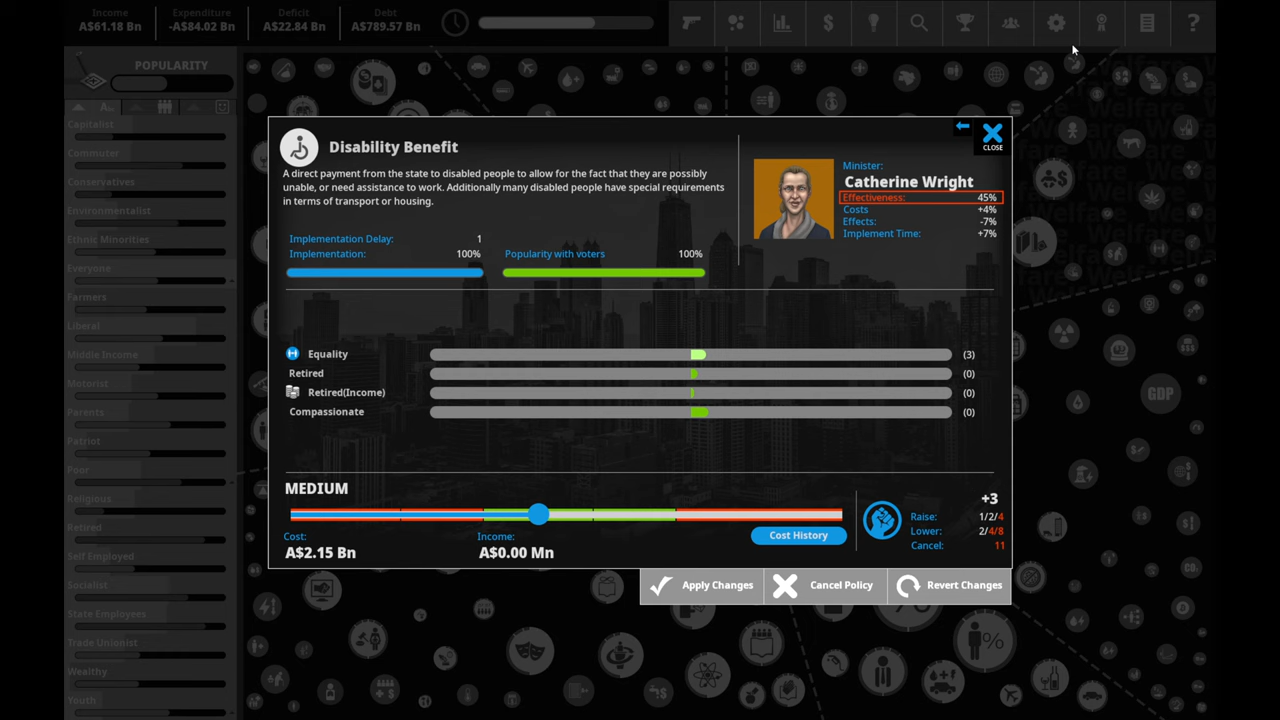 Income
A$61.18 Bn
Expenditure
-A$84.02 Bn
Deficit
A$22.84 Bn
Debt
A$789.57 Bn
?
POPULARITY
Capitalist
Commuter
Conservatives
Environmentalist
Ethnic Minorities
Everyone
Farmers
Liberal
Middle Income
Motorist
Parents
Patriot
Poor
Religious
Retired
Self Employed
Socialist
State Employees
Trade Unionist
Wealthy
Youth
Disability Benefit
A direct payment from the state to disabled people to allow for the fact that they are possibly
unable, or need assistance to work. Additionally many disabled people have special requirements
in terms of transport or housing.
Implementation Delay: 1
Implementation: 100%
Popularity with voters 100%
CLOSE
Minister:
Catherine Wright
Effectiveness: 45%
Costs +4%
Effects: -7%
Implement Time: +7%
Equality (3)
Retired (0)
Retired(Income) (0)
Compassionate (0)
MEDIUM
Cost:
A$2.15 Bn
Income:
A$0.00 Mn
Cost History
+3
Raise: 1/2/4
Lower: 2/4/8
Cancel: 11
Apply Changes
Cancel Policy
Revert Changes
GDP
Welfare